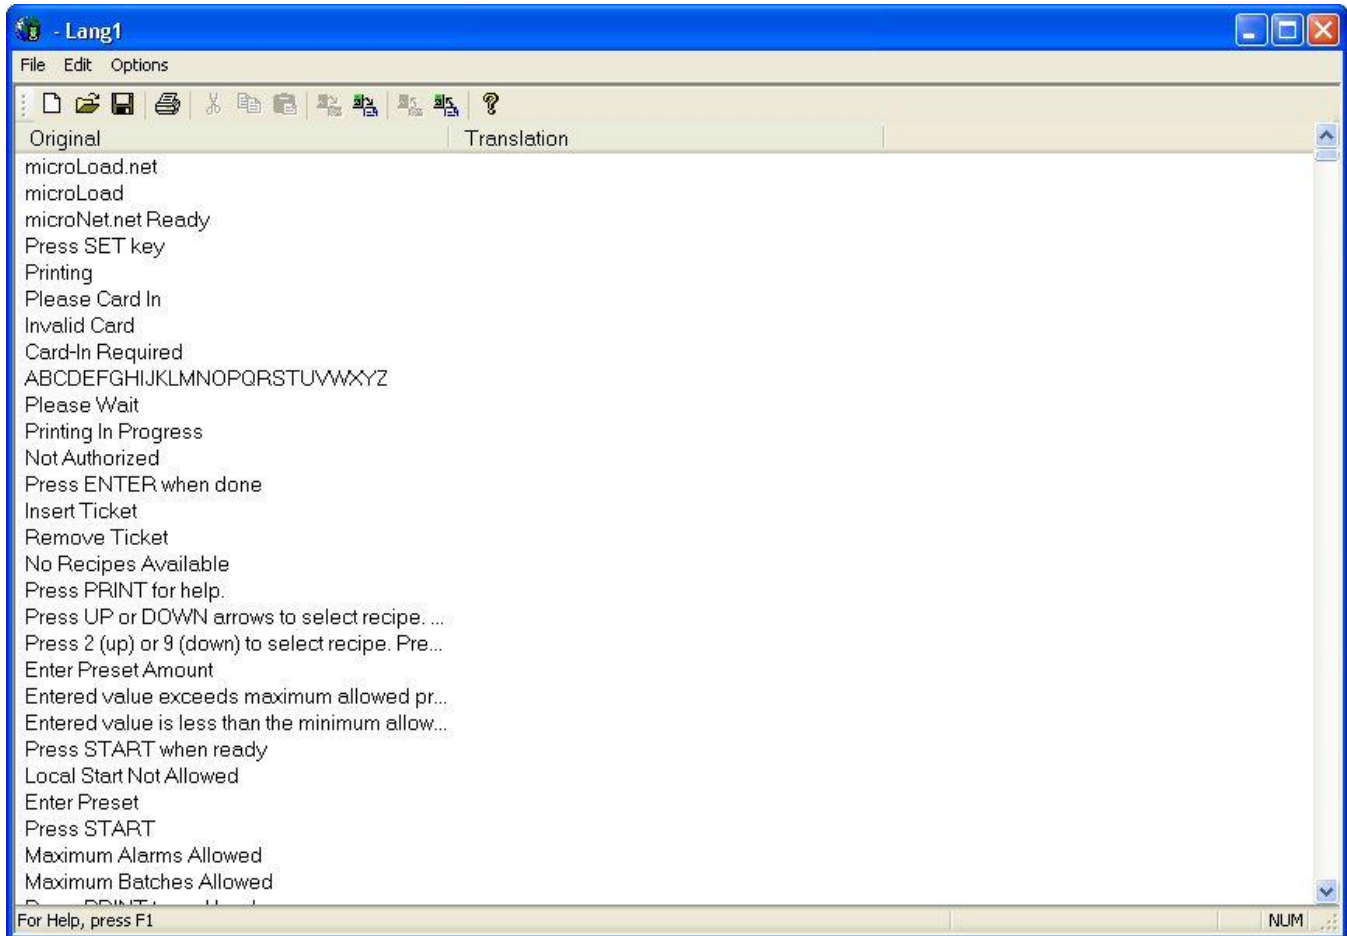 - Lang1
File Edit Options
Original Translation
microLoad.net
microLoad
microNet.net Ready
Press SET key
Printing
Please Card In
Invalid Card
Card-In Required
ABCDEFGHIJKLMNOPQRSTUVWXYZ
Please Wait
Printing In Progress
Not Authorized
Press ENTER when done
Insert Ticket
Remove Ticket
No Recipes Available
Press PRINT for help.
Press UP or DOWN arrows to select recipe. ...
Press 2 (up) or 9 (down) to select recipe. Pre...
Enter Preset Amount
Entered value exceeds maximum allowed pr...
Entered value is less than the minimum allow...
Press START when ready
Local Start Not Allowed
Enter Preset
Press START
Maximum Alarms Allowed
Maximum Batches Allowed
For Help, press F1 NUM